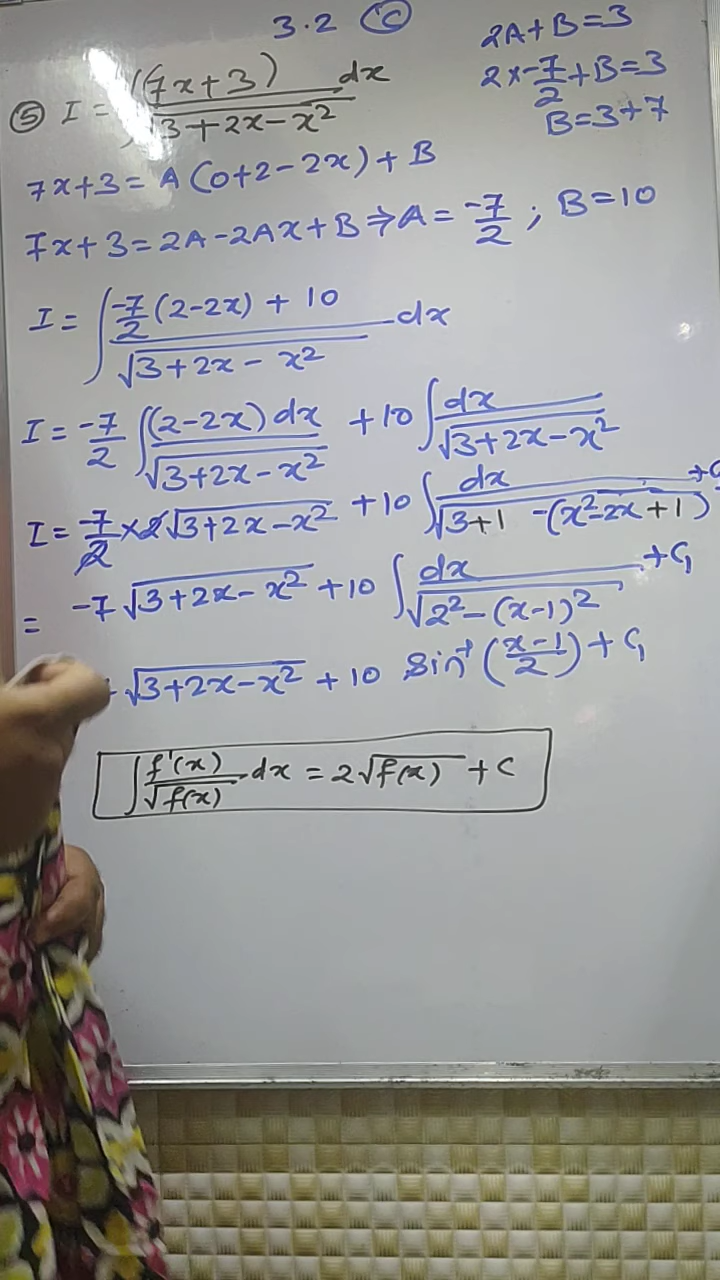 3.2 (C)
2A+B=3
2×-7/2+B=3
B=3+7
(5) I = ∫(7x+3)/√(3+2x-x²) dx
7x+3 = A(0+2-2x)+B
7x+3=2A-2Ax+B ⇒ A = -7/2 ; B=10
I = ∫(-7/2 (2-2x) + 10)/√(3+2x-x²) dx
I = -7/2 ∫(2-2x)dx/√(3+2x-x²) + 10 ∫dx/√(3+2x-x²)
I = -7/2 ×2√(3+2x-x²) + 10 ∫dx/√(3+1 -(x²-2x+1)) +C₁
= -7√(3+2x-x²) + 10 ∫dx/√(2²-(x-1)²) + C₁
√(3+2x-x²) + 10 sin⁻¹((x-1)/2) + C₁
∫f'(x)/√f(x) dx = 2√f(x) + C